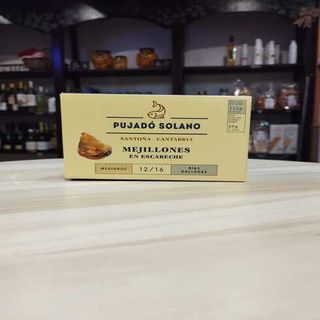 PUJADÓ SOLANO
SANTOÑA - CANTABRIA
MEJILLONES
EN ESCABECHE
MEDIANOS
12/16
RÍAS
GALLEGAS